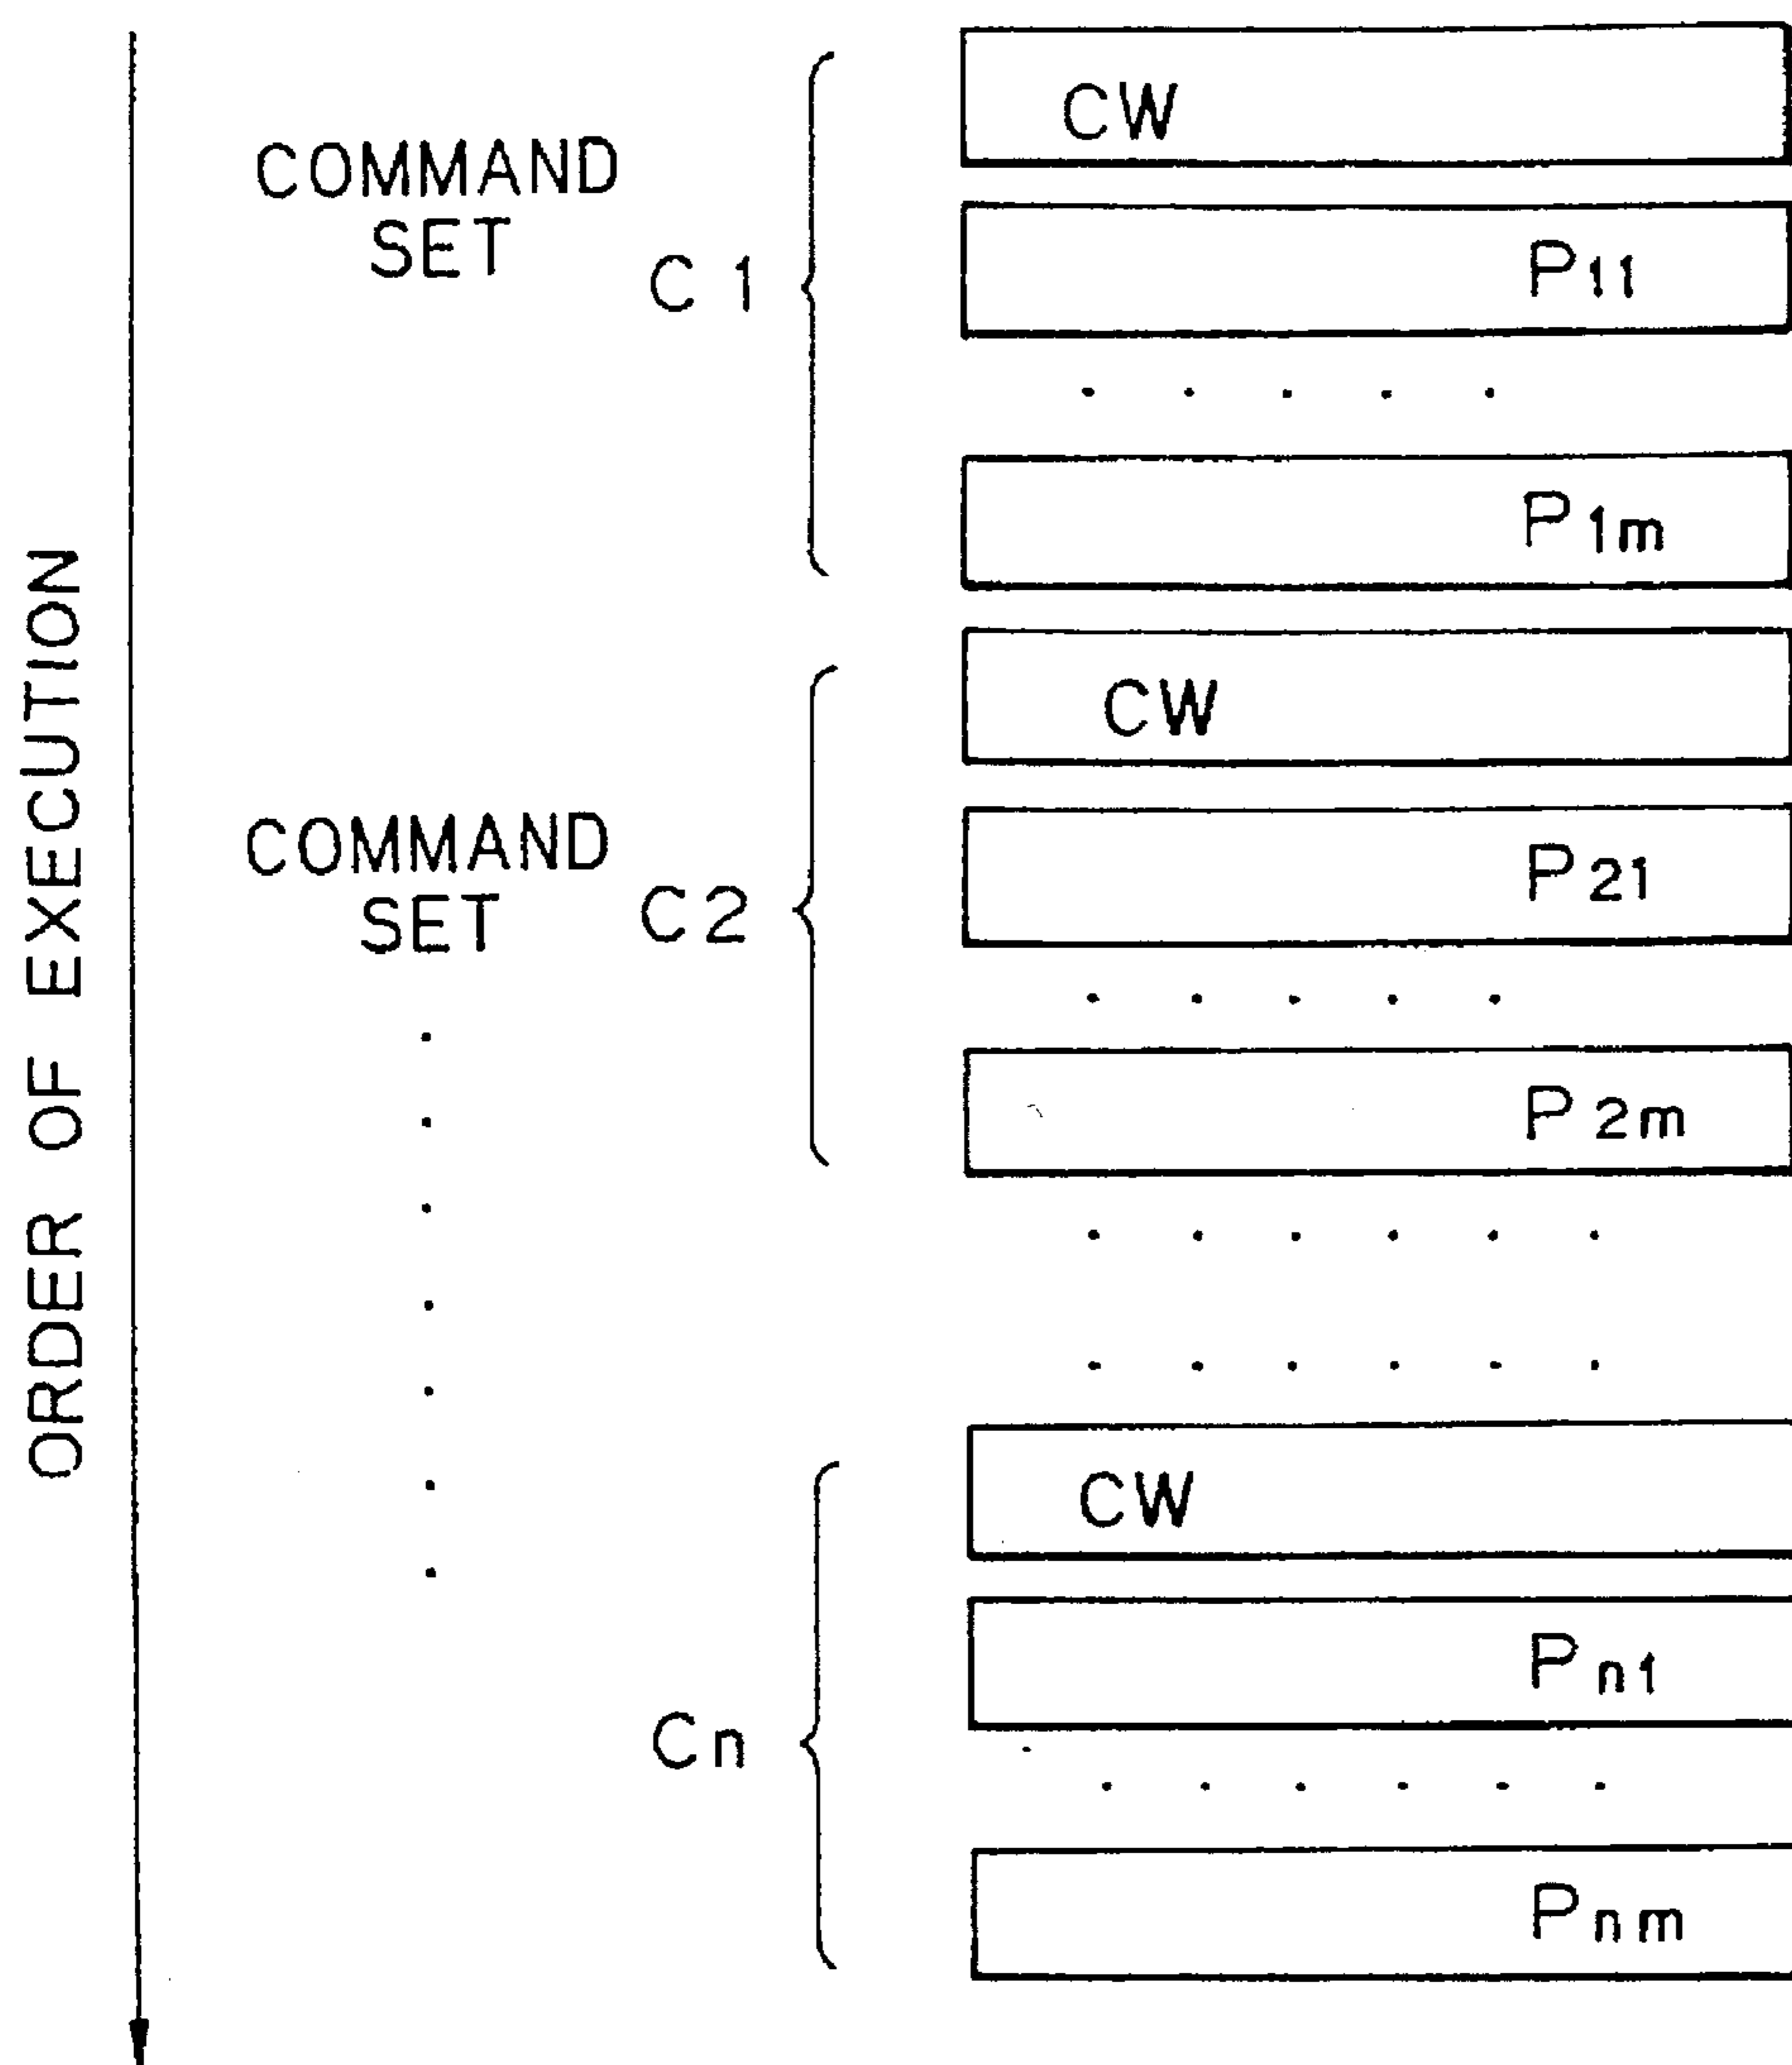 ORDER OF EXECUTION
COMMAND
SET
C1
CW
P11
P1m
COMMAND
SET
C2
CW
P21
P2m
Cn
CW
Pn1
Pnm